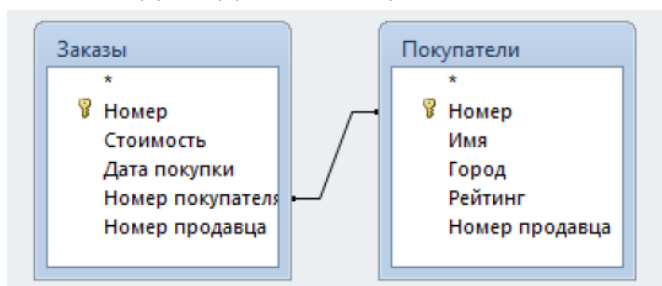 Заказы
*
Номер
Стоимость
Дата покупки
Номер покупателя
Номер продавца
Покупатели
*
Номер
Имя
Город
Рейтинг
Номер продавца